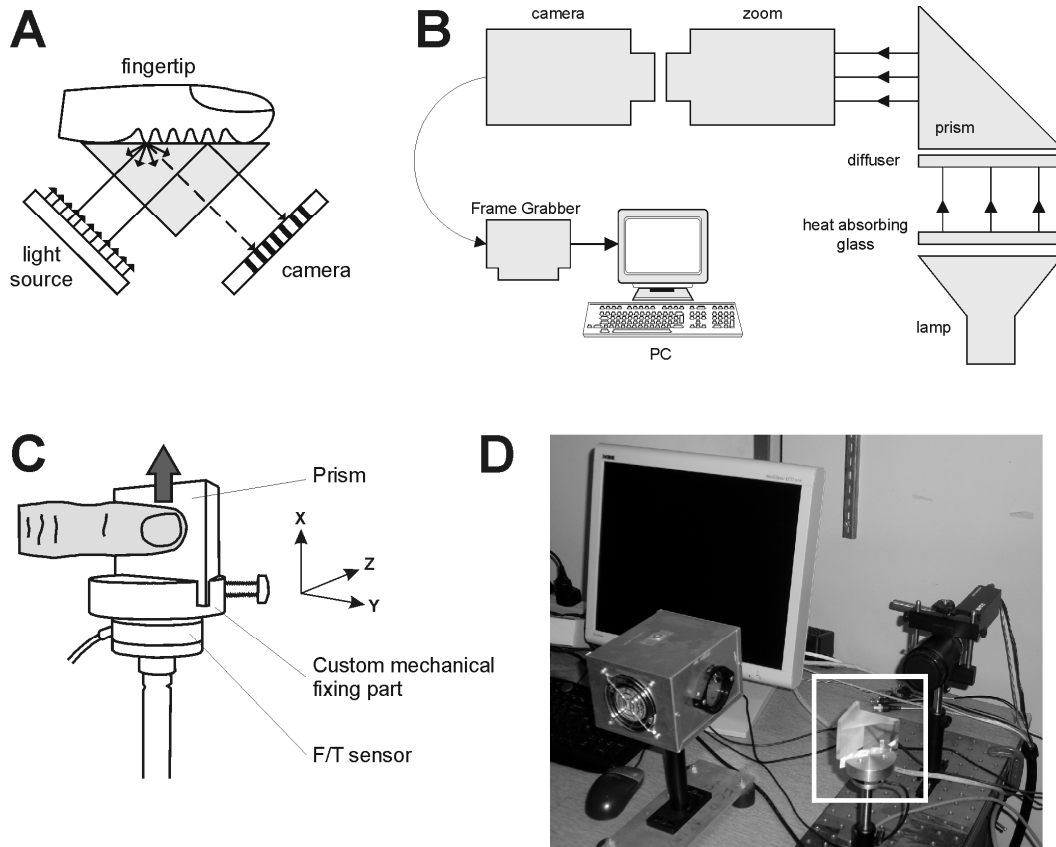 A
fingertip
light
source
camera
B
camera
zoom
prism
diffuser
heat absorbing
glass
lamp
Frame Grabber
PC
C
Prism
X
Z
Y
Custom mechanical
fixing part
F/T sensor
D